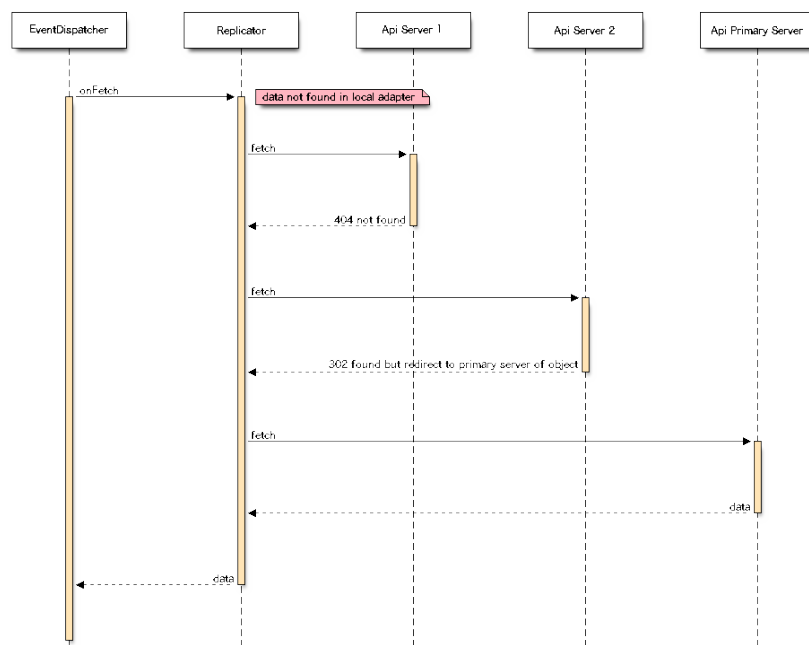 EventDispatcher
Replicator
Api Server 1
Api Server 2
Api Primary Server
onFetch
data not found in local adapter
fetch
404 not found
fetch
302 found but redirect to primary server of object
fetch
data
data